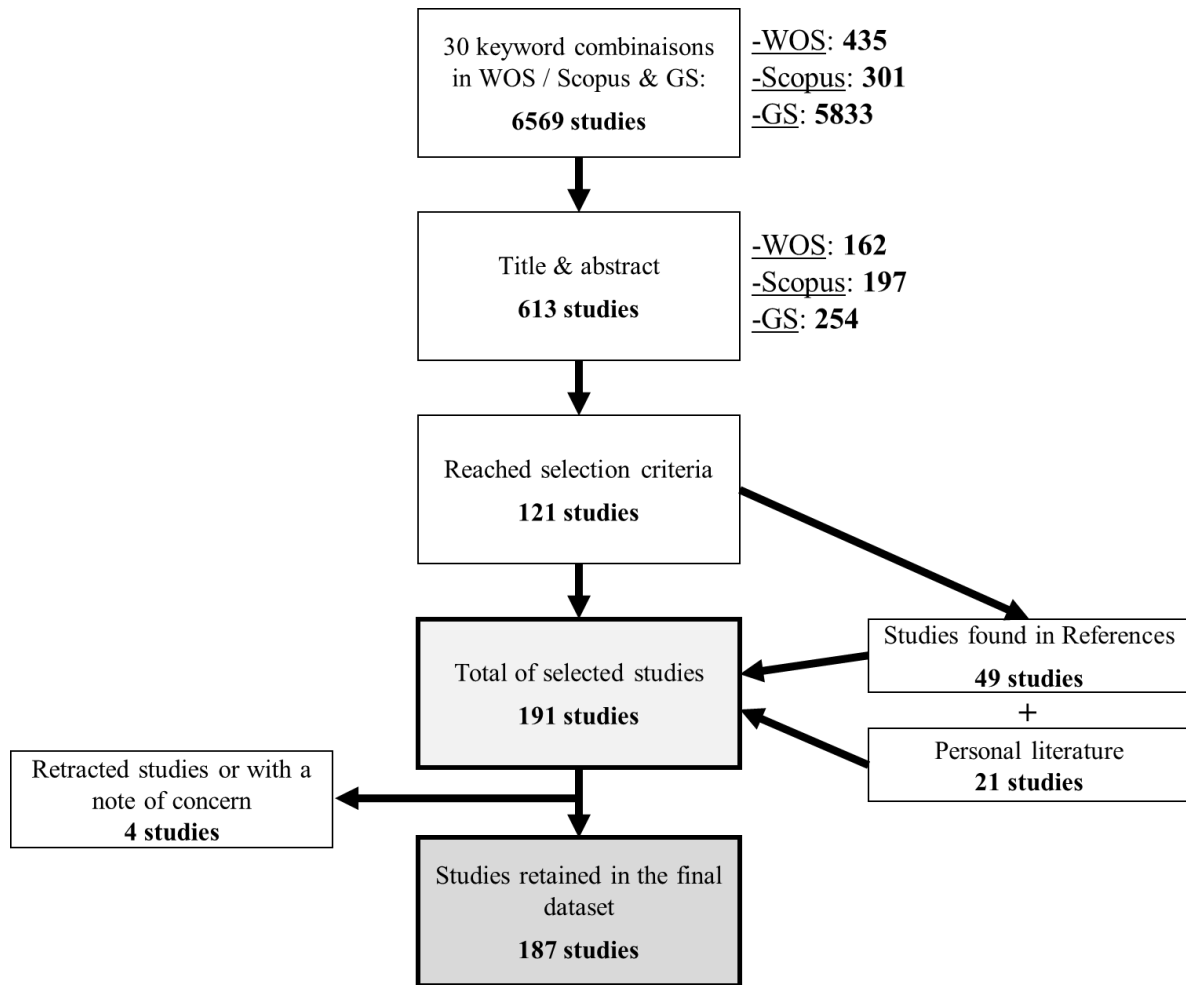 30 keyword combinaisons
in WOS / Scopus & GS:
6569 studies
-WOS: 435
-Scopus: 301
-GS: 5833
Title & abstract
613 studies
-WOS: 162
-Scopus: 197
-GS: 254
Reached selection criteria
121 studies
Studies found in References
49 studies
+
Personal literature
21 studies
Total of selected studies
191 studies
Retracted studies or with a
note of concern
4 studies
Studies retained in the final
dataset
187 studies